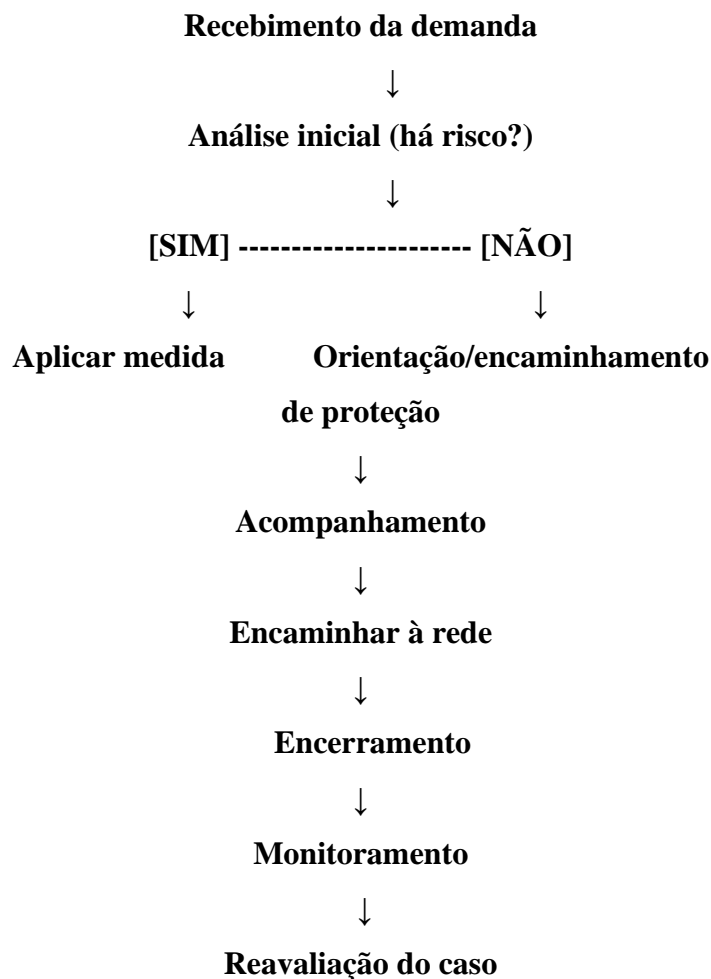 Recebimento da demanda
↓
Análise inicial (há risco?)
↓
[SIM] ---------------------- [NÃO]
↓ ↓
Aplicar medida Orientação/encaminhamento
de proteção
↓
Acompanhamento
↓
Encaminhar à rede
↓
Encerramento
↓
Monitoramento
↓
Reavaliação do caso